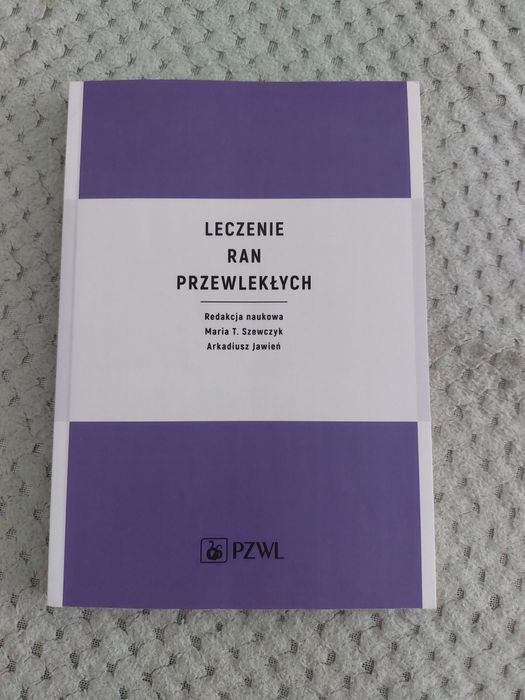 LECZENIE
RAN
PRZEWLEKŁYCH
Redakcja naukowa
Maria T. Szewczyk
Arkadiusz Jawień
PZWL